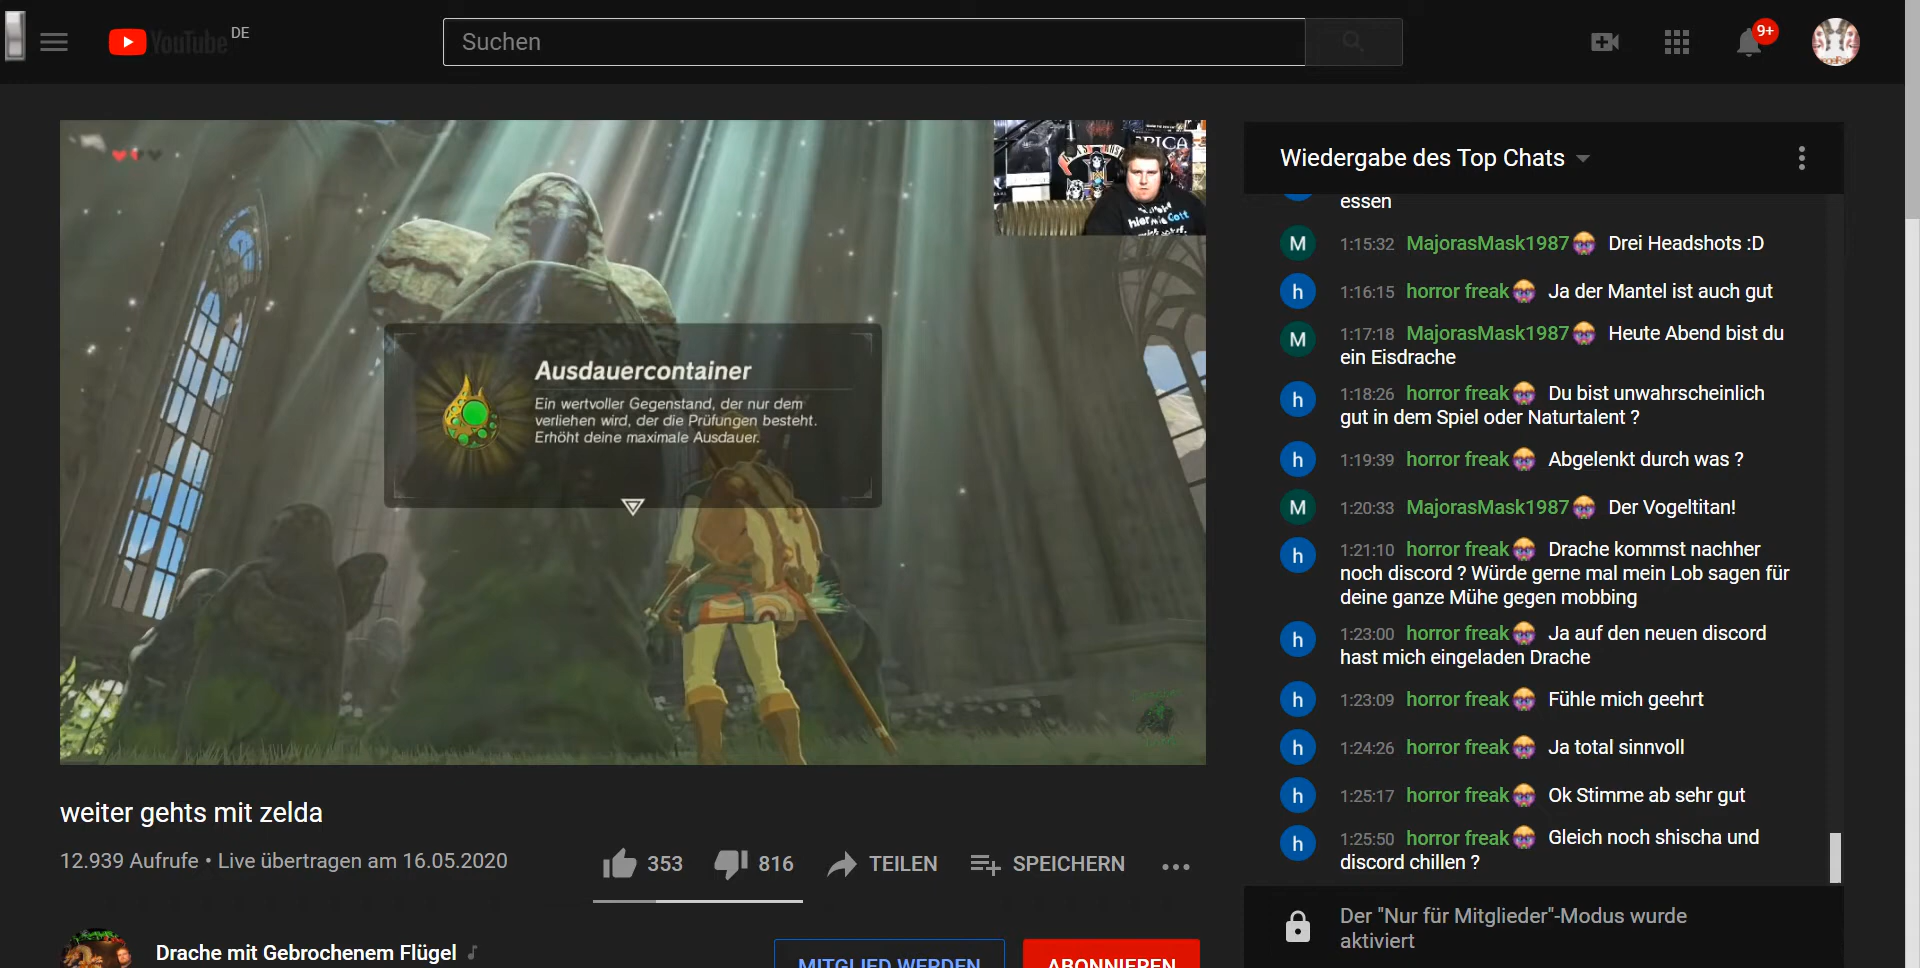 YouTube DE
Suchen
9+
RICA
hier wie Gott
Ausdauercontainer
Ein wertvoller Gegenstand, der nur dem
verliehen wird, der die Prüfungen besteht.
Erhöht deine maximale Ausdauer.
weiter gehts mit zelda
12.939 Aufrufe • Live übertragen am 16.05.2020
353 816 TEILEN SPEICHERN
Drache mit Gebrochenem Flügel
MITGLIED WERDEN ABONNIEREN
Wiedergabe des Top Chats
essen
M 1:15:32 MajorasMask1987 Drei Headshots :D
h 1:16:15 horror freak Ja der Mantel ist auch gut
M 1:17:18 MajorasMask1987 Heute Abend bist du
ein Eisdrache
h 1:18:26 horror freak Du bist unwahrscheinlich
gut in dem Spiel oder Naturtalent ?
h 1:19:39 horror freak Abgelenkt durch was ?
M 1:20:33 MajorasMask1987 Der Vogeltitan!
h 1:21:10 horror freak Drache kommst nachher
noch discord ? Würde gerne mal mein Lob sagen für
deine ganze Mühe gegen mobbing
h 1:23:00 horror freak Ja auf den neuen discord
hast mich eingeladen Drache
h 1:23:09 horror freak Fühle mich geehrt
h 1:24:26 horror freak Ja total sinnvoll
h 1:25:17 horror freak Ok Stimme ab sehr gut
h 1:25:50 horror freak Gleich noch shischa und
discord chillen ?
Der "Nur für Mitglieder"-Modus wurde
aktiviert